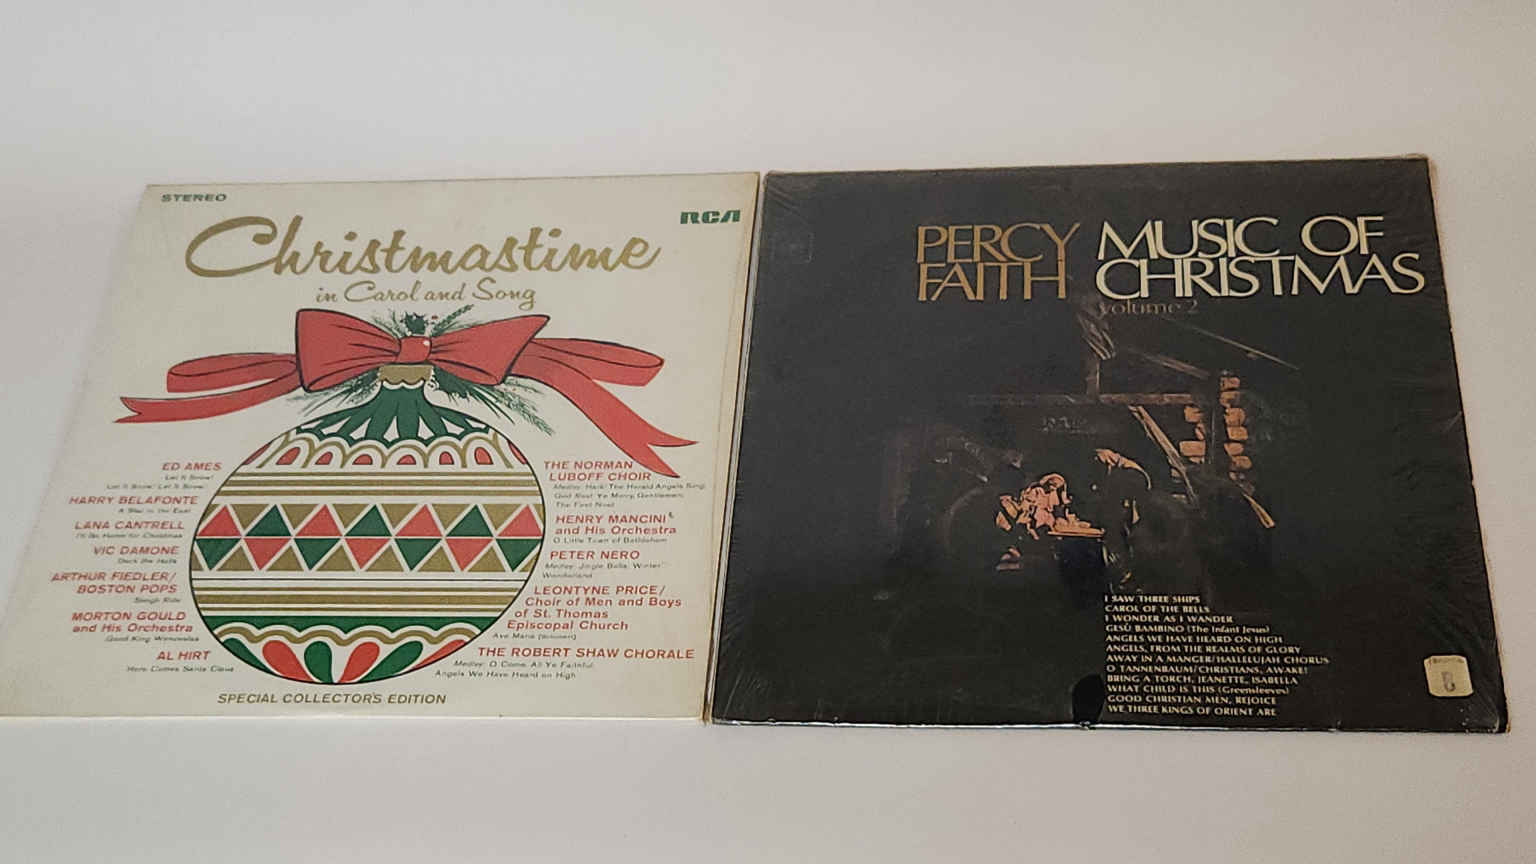 STEREO
RCA
Christmastime
in Carol and Song
ED AMES
Let It Snow!
Let It Snow! Let It Snow!
HARRY BELAFONTE
A Star in the East
LANA CANTRELL
I'll Be Home for Christmas
VIC DAMONE
Deck the Halls
ARTHUR FIEDLER/
BOSTON POPS
Sleigh Ride
MORTON GOULD
and His Orchestra
Good King Wenceslas
AL HIRT
Here Comes Santa Claus
THE NORMAN
LUBOFF CHOIR
Medley: Hark! The Herald Angels Sing,
God Rest Ye Merry, Gentlemen;
The First Noel
HENRY MANCINI
and His Orchestra
O Little Town of Bethlehem
PETER NERO
Medley: Jingle Bells; Winter
Wonderland
LEONTYNE PRICE/
Choir of Men and Boys
of St. Thomas
Episcopal Church
Ave Maria (Schubert)
THE ROBERT SHAW CHORALE
Medley: O Come, All Ye Faithful;
Angels We Have Heard on High
SPECIAL COLLECTOR'S EDITION
PERCY
FAITH
MUSIC OF
CHRISTMAS
volume 2
I SAW THREE SHIPS
CAROL OF THE BELLS
I WONDER AS I WANDER
GESÙ BAMBINO (The Infant Jesus)
ANGELS WE HAVE HEARD ON HIGH
ANGELS, FROM THE REALMS OF GLORY
AWAY IN A MANGER/HALLELUJAH CHORUS
O TANNENBAUM/CHRISTIANS, AWAKE!
BRING A TORCH, JEANETTE, ISABELLA
WHAT CHILD IS THIS (Greensleeves)
GOOD CHRISTIAN MEN, REJOICE
WE THREE KINGS OF ORIENT ARE